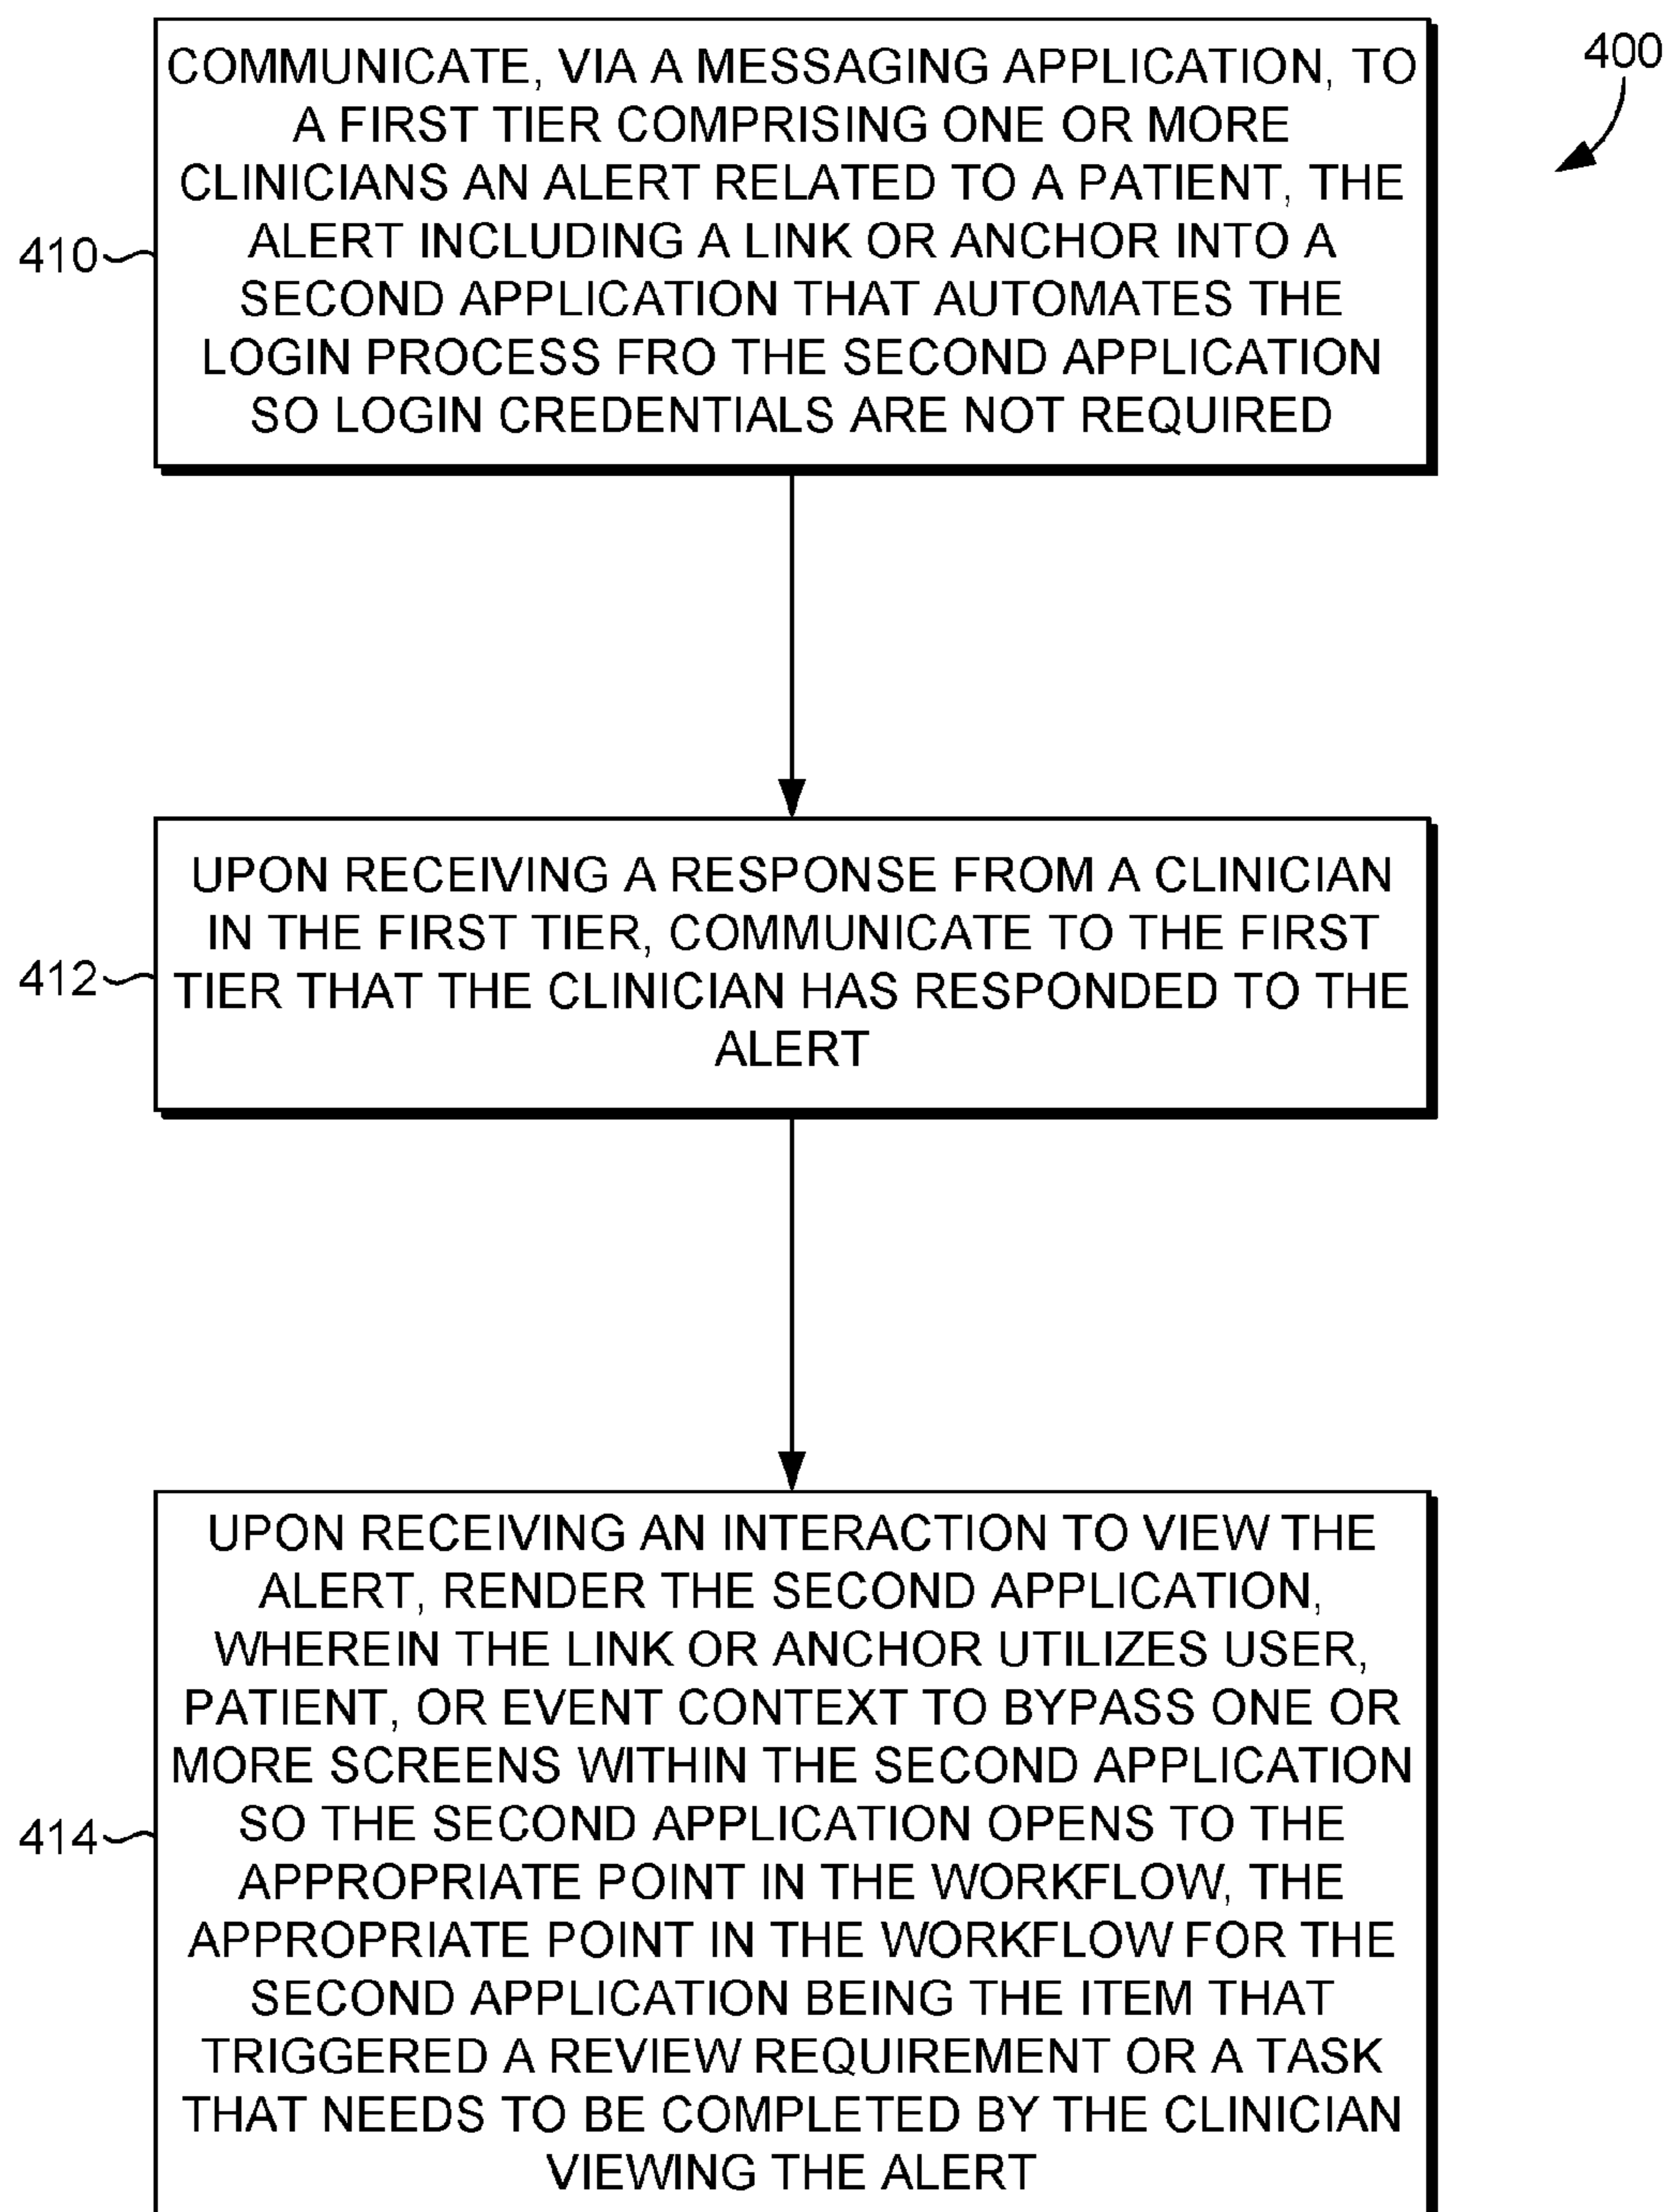 400
COMMUNICATE, VIA A MESSAGING APPLICATION, TO
A FIRST TIER COMPRISING ONE OR MORE
CLINICIANS AN ALERT RELATED TO A PATIENT, THE
ALERT INCLUDING A LINK OR ANCHOR INTO A
SECOND APPLICATION THAT AUTOMATES THE
LOGIN PROCESS FRO THE SECOND APPLICATION
SO LOGIN CREDENTIALS ARE NOT REQUIRED
410
UPON RECEIVING A RESPONSE FROM A CLINICIAN
IN THE FIRST TIER, COMMUNICATE TO THE FIRST
TIER THAT THE CLINICIAN HAS RESPONDED TO THE
ALERT
412
UPON RECEIVING AN INTERACTION TO VIEW THE
ALERT, RENDER THE SECOND APPLICATION,
WHEREIN THE LINK OR ANCHOR UTILIZES USER,
PATIENT, OR EVENT CONTEXT TO BYPASS ONE OR
MORE SCREENS WITHIN THE SECOND APPLICATION
SO THE SECOND APPLICATION OPENS TO THE
APPROPRIATE POINT IN THE WORKFLOW, THE
APPROPRIATE POINT IN THE WORKFLOW FOR THE
SECOND APPLICATION BEING THE ITEM THAT
TRIGGERED A REVIEW REQUIREMENT OR A TASK
THAT NEEDS TO BE COMPLETED BY THE CLINICIAN
VIEWING THE ALERT
414